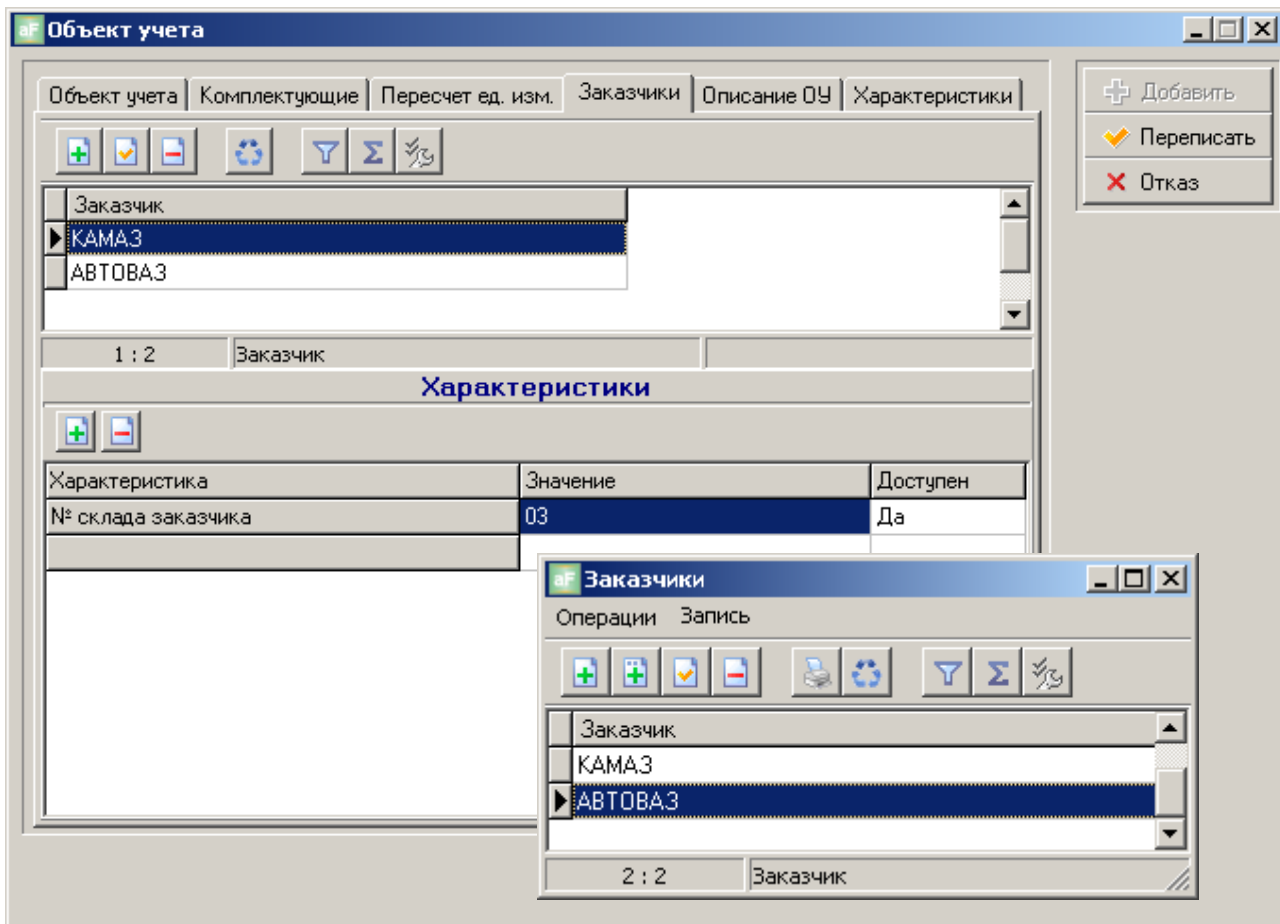 aF Объект учета
Объект учета Комплектующие Пересчет ед. изм. Заказчики Описание ОУ Характеристики
Добавить
Переписать
Отказ
Заказчик
КАМАЗ
АВТОВАЗ
1 : 2 Заказчик
Характеристики
Характеристика Значение Доступен
№ склада заказчика 03 Да
aF Заказчики
Операции Запись
Заказчик
КАМАЗ
АВТОВАЗ
2 : 2 Заказчик